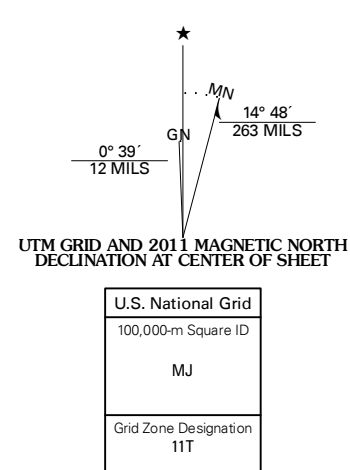 ★
MN
14° 48´
263 MILS
GN
0° 39´
12 MILS
UTM GRID AND 2011 MAGNETIC NORTH
DECLINATION AT CENTER OF SHEET
U.S. National Grid
100,000-m Square ID
MJ
Grid Zone Designation
11T